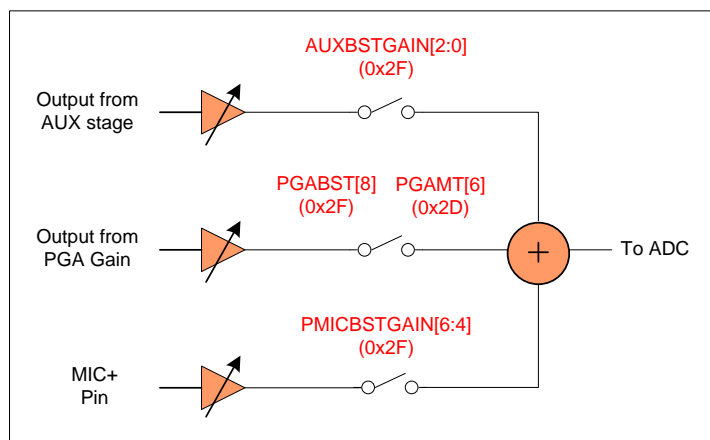 AUXBSTGAIN[2:0]
(0x2F)
Output from
AUX stage
PGABST[8] PGAMT[6]
(0x2F) (0x2D)
Output from
PGA Gain
+
To ADC
PMICBSTGAIN[6:4]
(0x2F)
MIC+
Pin